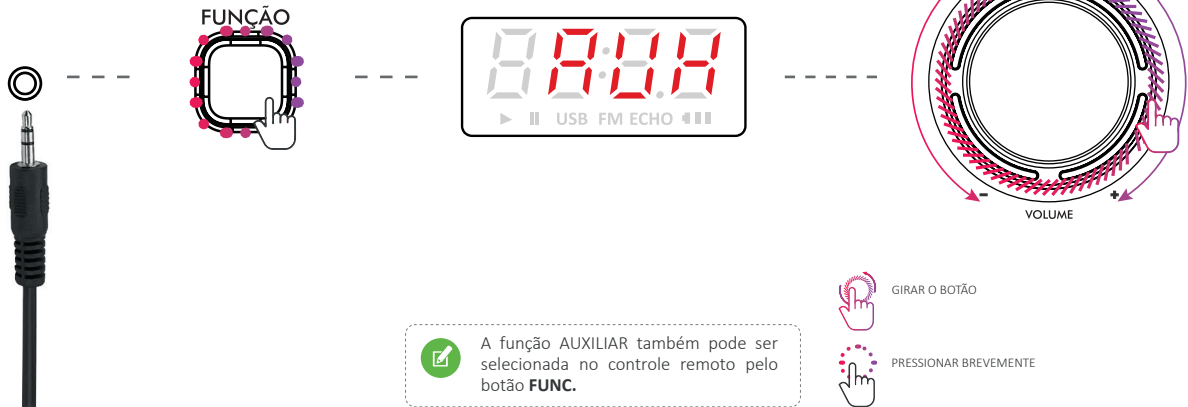 FUNÇÃO
AUX
USB FM ECHO
- +
VOLUME
GIRAR O BOTÃO
A função AUXILIAR também pode ser
selecionada no controle remoto pelo
botão FUNC.
PRESSIONAR BREVEMENTE